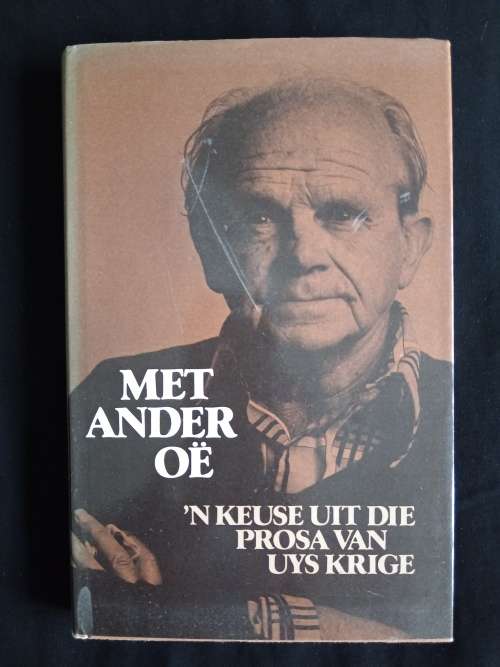 MET
ANDER
OË
'N KEUSE UIT DIE
PROSA VAN
UYS KRIGE